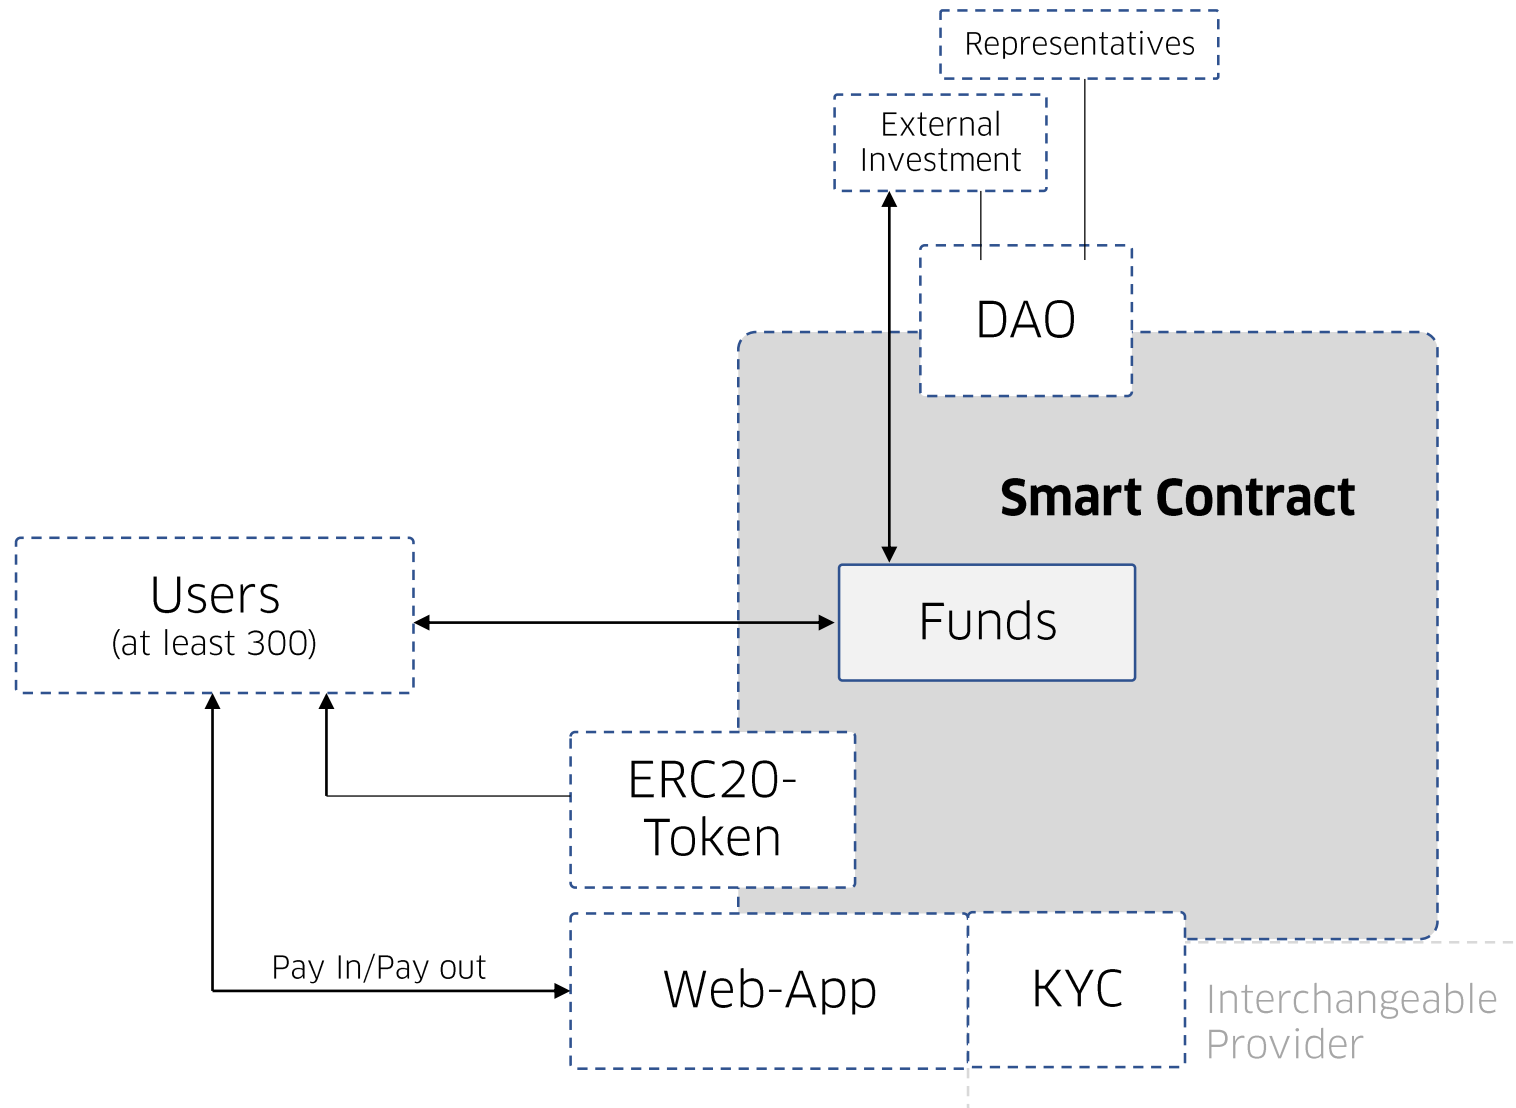 Representatives
External
Investment
DAO
Smart Contract
Users
(at least 300)
Funds
ERC20-
Token
Pay In/Pay out
Web-App
KYC
Interchangeable
Provider